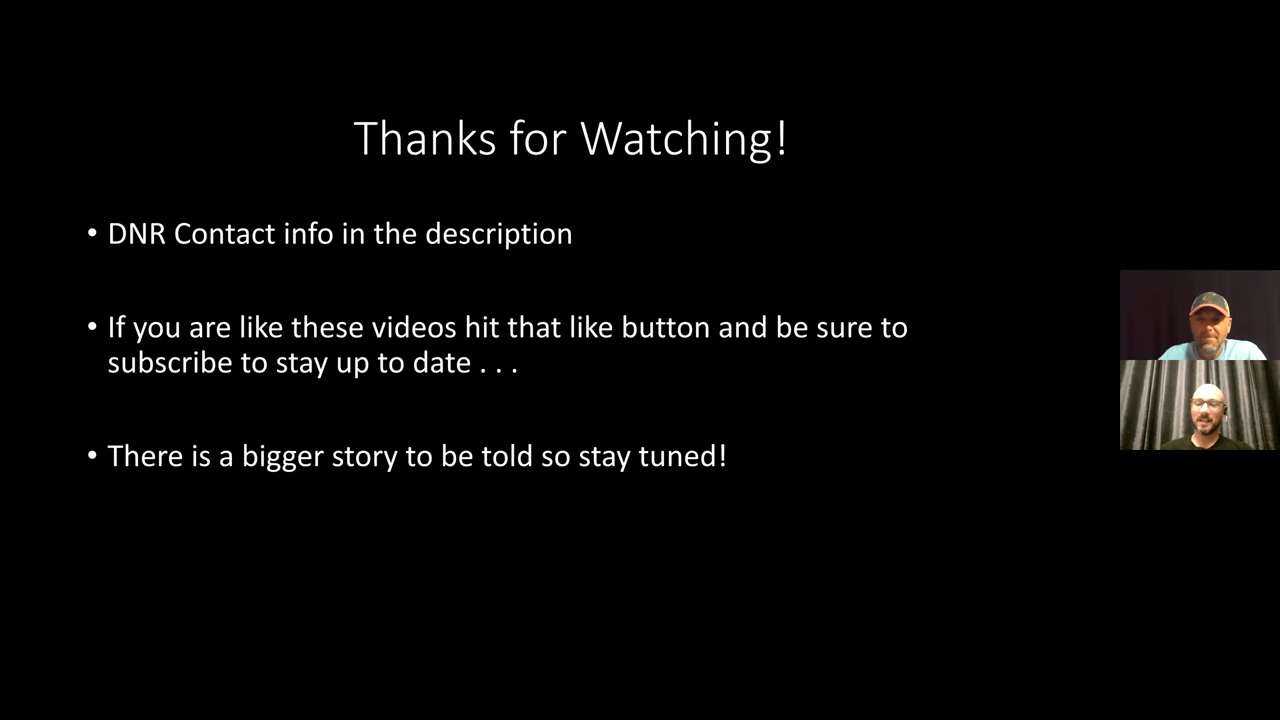 Thanks for Watching!
• DNR Contact info in the description
• If you are like these videos hit that like button and be sure to
subscribe to stay up to date . . .
• There is a bigger story to be told so stay tuned!